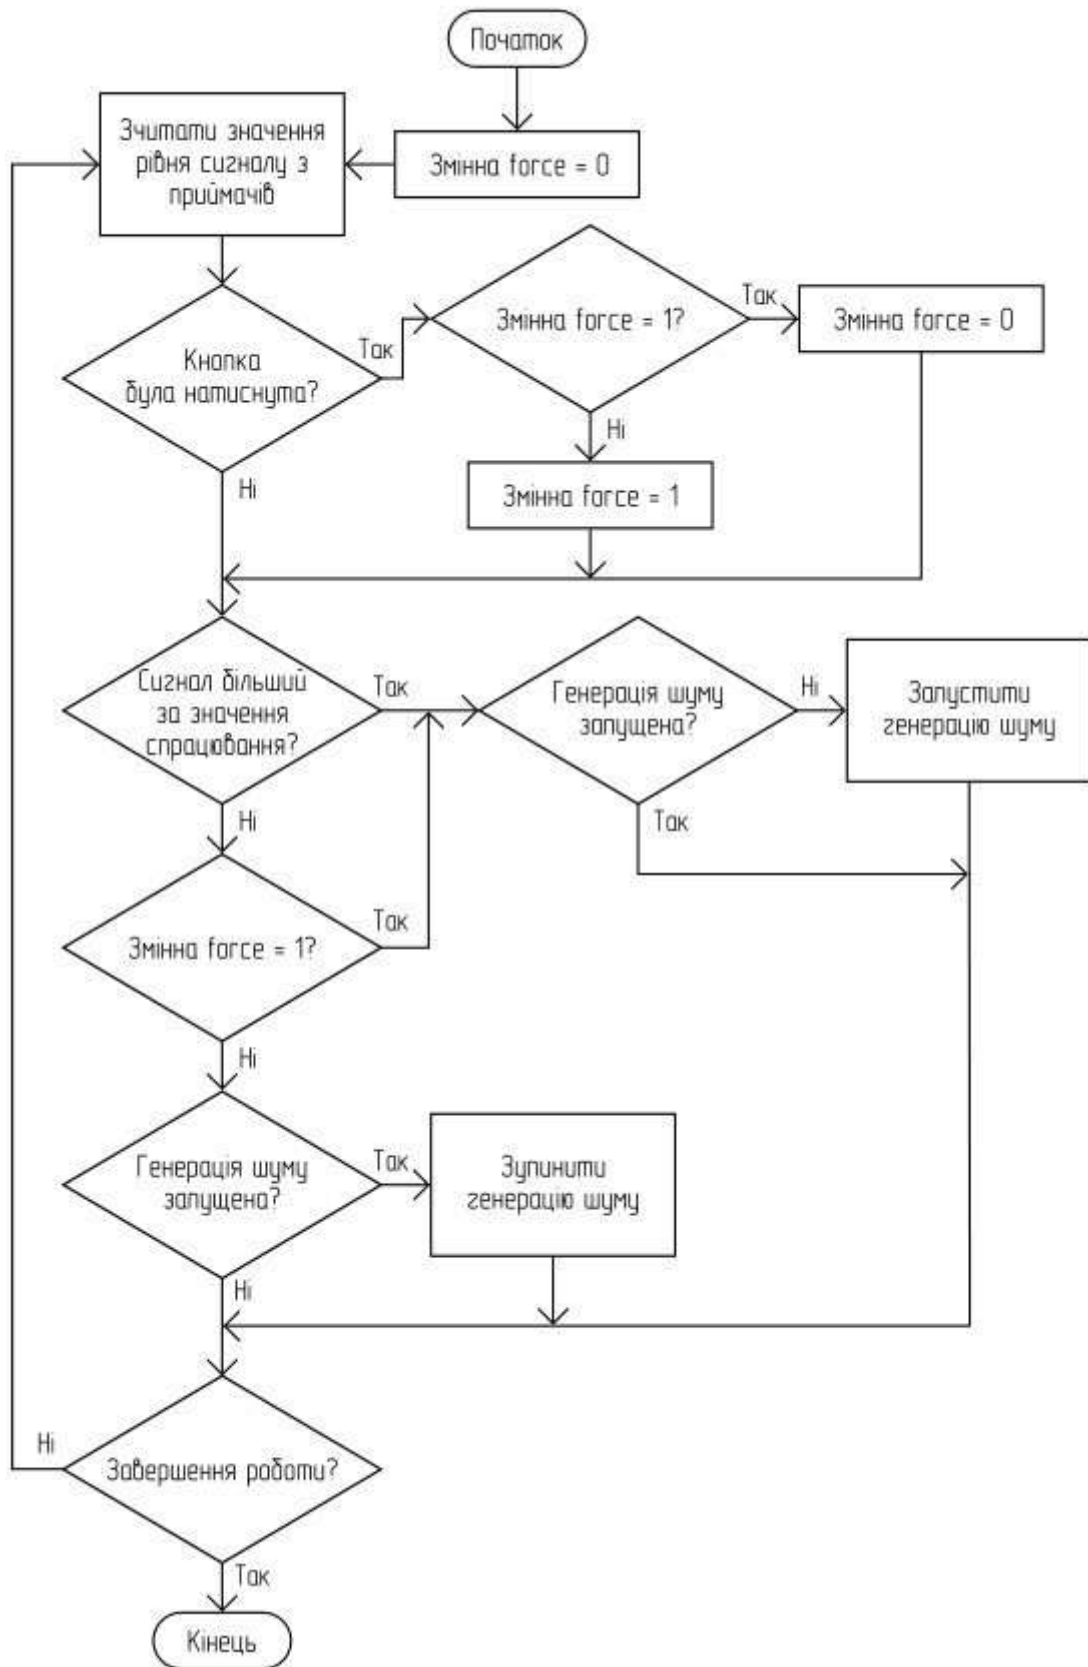 Початок
Змінна force = 0
Зчитати значення
рівня сигналу з
приймачів
Кнопка
була натиснута?
Так
Змінна force = 1?
Так
Змінна force = 0
Ні
Змінна force = 1
Ні
Сигнал більший
за значення
спрацювання?
Так
Генерація шуму
запущена?
Ні
Запустити
генерацію шуму
Так
Ні
Змінна force = 1?
Так
Ні
Генерація шуму
запущена?
Так
Зупинити
генерацію шуму
Ні
Завершення роботи?
Ні
Так
Кінець